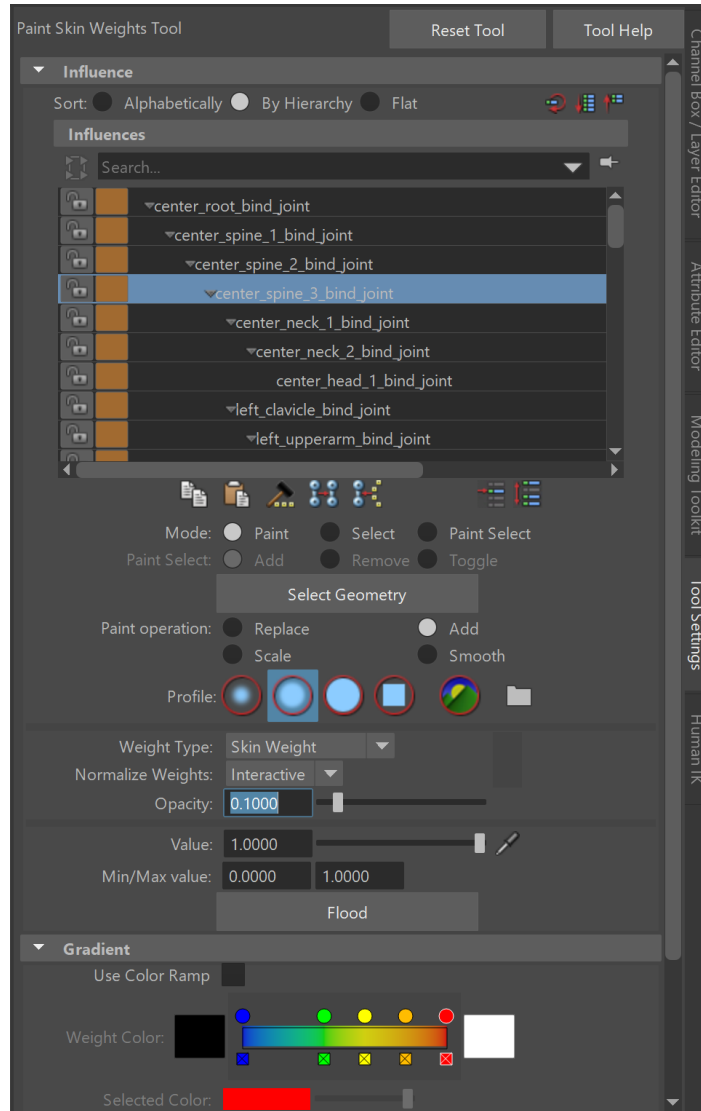 Paint Skin Weights Tool
Reset Tool
Tool Help
Influence
Sort: Alphabetically By Hierarchy Flat
Influences
Search...
center_root_bind_joint
center_spine_1_bind_joint
center_spine_2_bind_joint
center_spine_3_bind_joint
center_neck_1_bind_joint
center_neck_2_bind_joint
center_head_1_bind_joint
left_clavicle_bind_joint
left_upperarm_bind_joint
Mode: Paint Select Paint Select
Paint Select: Add Remove Toggle
Select Geometry
Paint operation: Replace Add
Scale Smooth
Profile:
Weight Type: Skin Weight
Normalize Weights: Interactive
Opacity: 0.1000
Value: 1.0000
Min/Max value: 0.0000 1.0000
Flood
Gradient
Use Color Ramp
Weight Color:
Selected Color:
Channel Box / Layer Editor
Attribute Editor
Modeling Toolkit
Tool Settings
Human IK